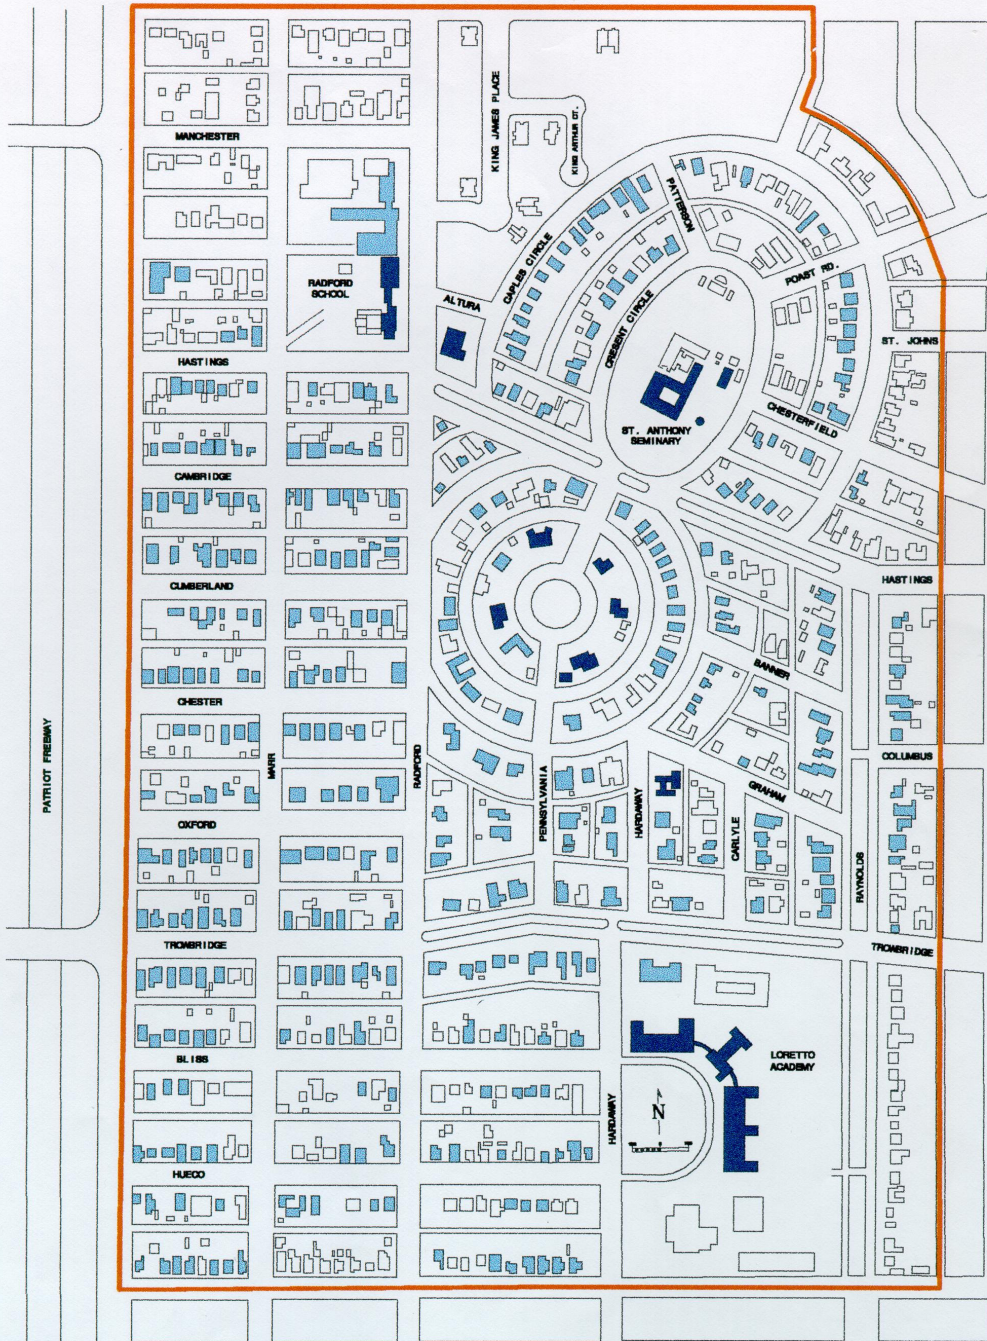 MANCHESTER
KING JAMES PLACE
KING ARTHUR CT.
PATTERSON
CAPLES CIRCLE
RADFORD
SCHOOL
ALTURA
POAST RD.
CRESENT CIRCLE
ST. JOHNS
HASTINGS
CHESTERFIELD
ST. ANTHONY
SEMINARY
CAMBRIDGE
CUMBERLAND
HASTINGS
BANNER
CHESTER
PATRIOT FREEWAY
MARR
RADFORD
COLUMBUS
PENNSYLVANIA
HARDAWAY
GRAHAM
OXFORD
CARLYLE
RAYNOLDS
TROWBRIDGE
TROWBRIDGE
BLISS
LORETTO
ACADEMY
HARDAWAY
N
HUECO